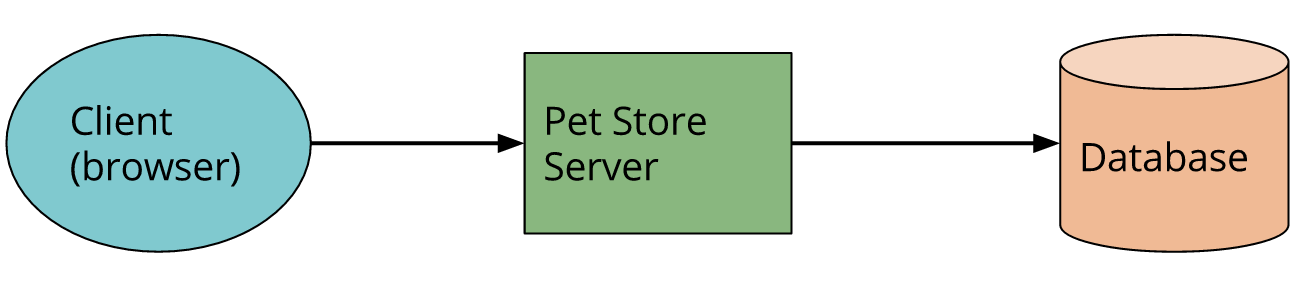 Client
(browser)
Pet Store
Server
Database